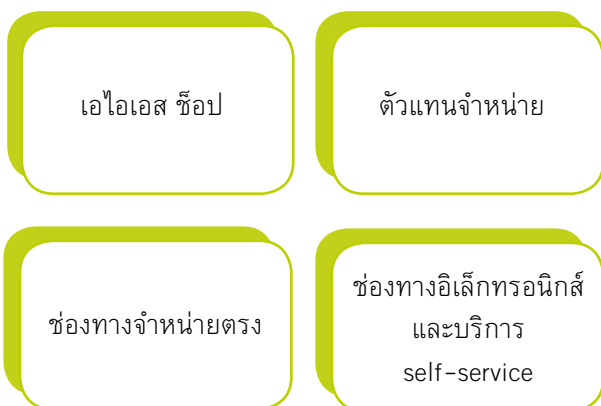 เอไอเอส ช็อป
ตัวแทนจำหน่าย
ช่องทางจำหน่ายตรง
ช่องทางอิเล็กทรอนิกส์
และบริการ
self-service